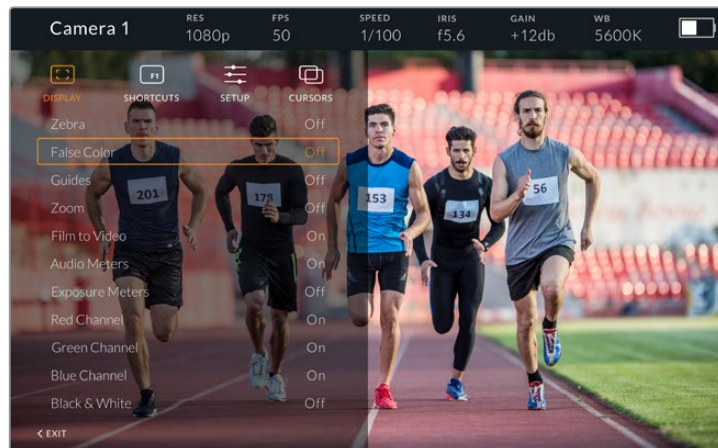 Camera 1
RES
1080p
FPS
50
SPEED
1/100
IRIS
f5.6
GAIN
+12db
WB
5600K
F1
DISPLAY
SHORTCUTS
SETUP
CURSORS
Zebra Off
False Color Off
Guides Off
Zoom Off
Film to Video On
Audio Meters On
Exposure Meters Off
Red Channel On
Green Channel On
Blue Channel On
Black & White Off
< EXIT
201
178
153
134
56